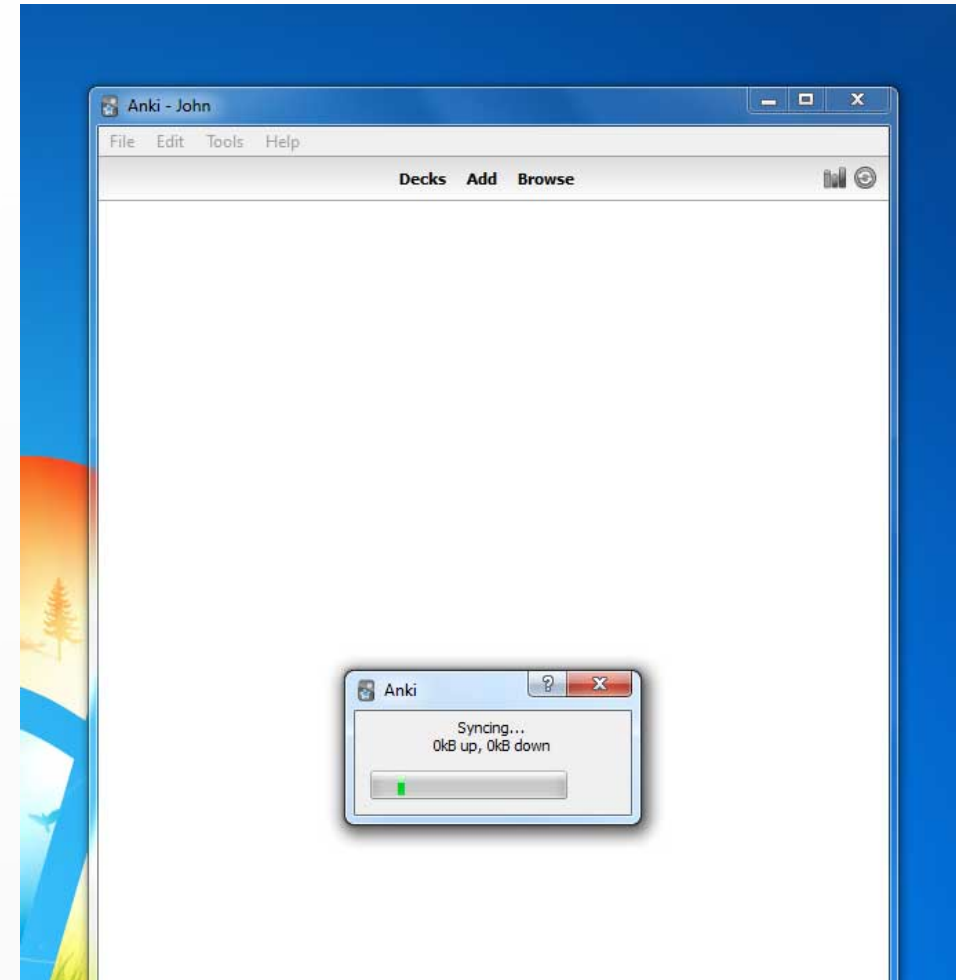 Anki - John
File Edit Tools Help
Decks Add Browse
Anki
Syncing...
0kB up, 0kB down